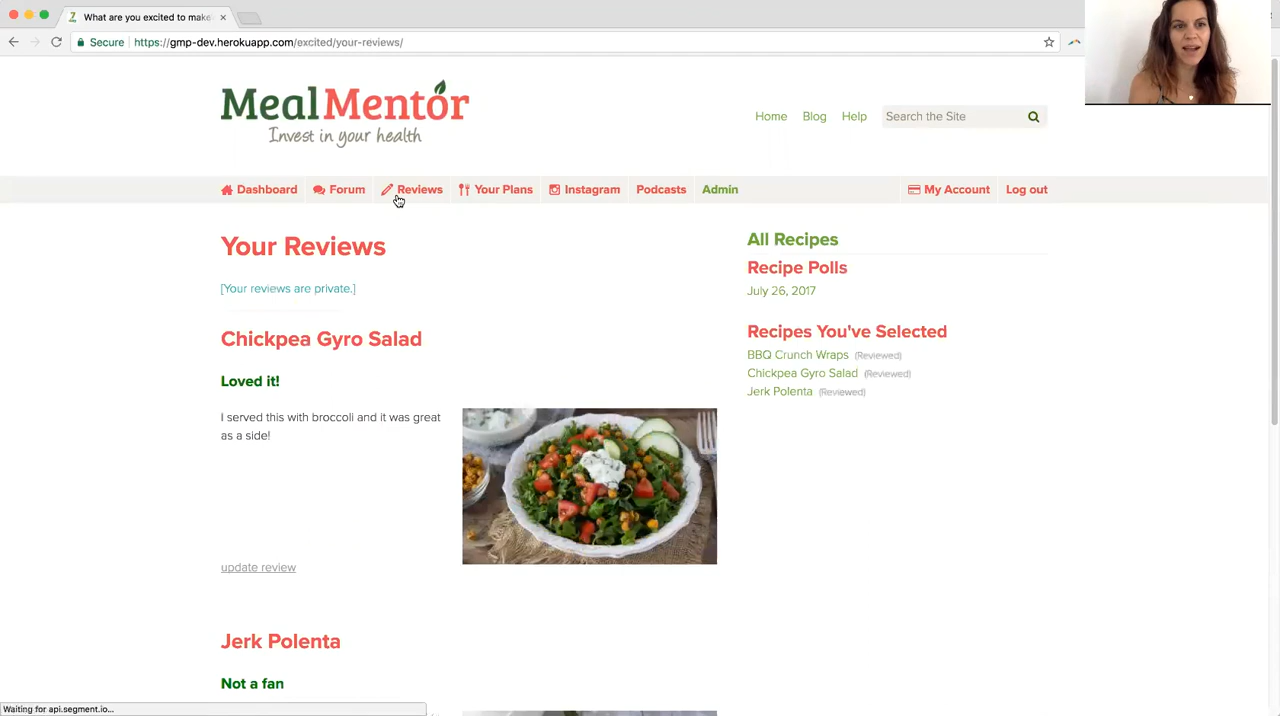 What are you excited to make
Secure
https://gmp-dev.herokuapp.com/excited/your-reviews/
MealMentor
Invest in your health
Home Blog Help Search the Site
Dashboard Forum Reviews Your Plans Instagram Podcasts Admin My Account Log out
Your Reviews
[Your reviews are private.]
Chickpea Gyro Salad
Loved it!
I served this with broccoli and it was great
as a side!
update review
Jerk Polenta
Not a fan
All Recipes
Recipe Polls
July 26, 2017
Recipes You've Selected
BBQ Crunch Wraps (Reviewed)
Chickpea Gyro Salad (Reviewed)
Jerk Polenta (Reviewed)
Waiting for api.segment.io...